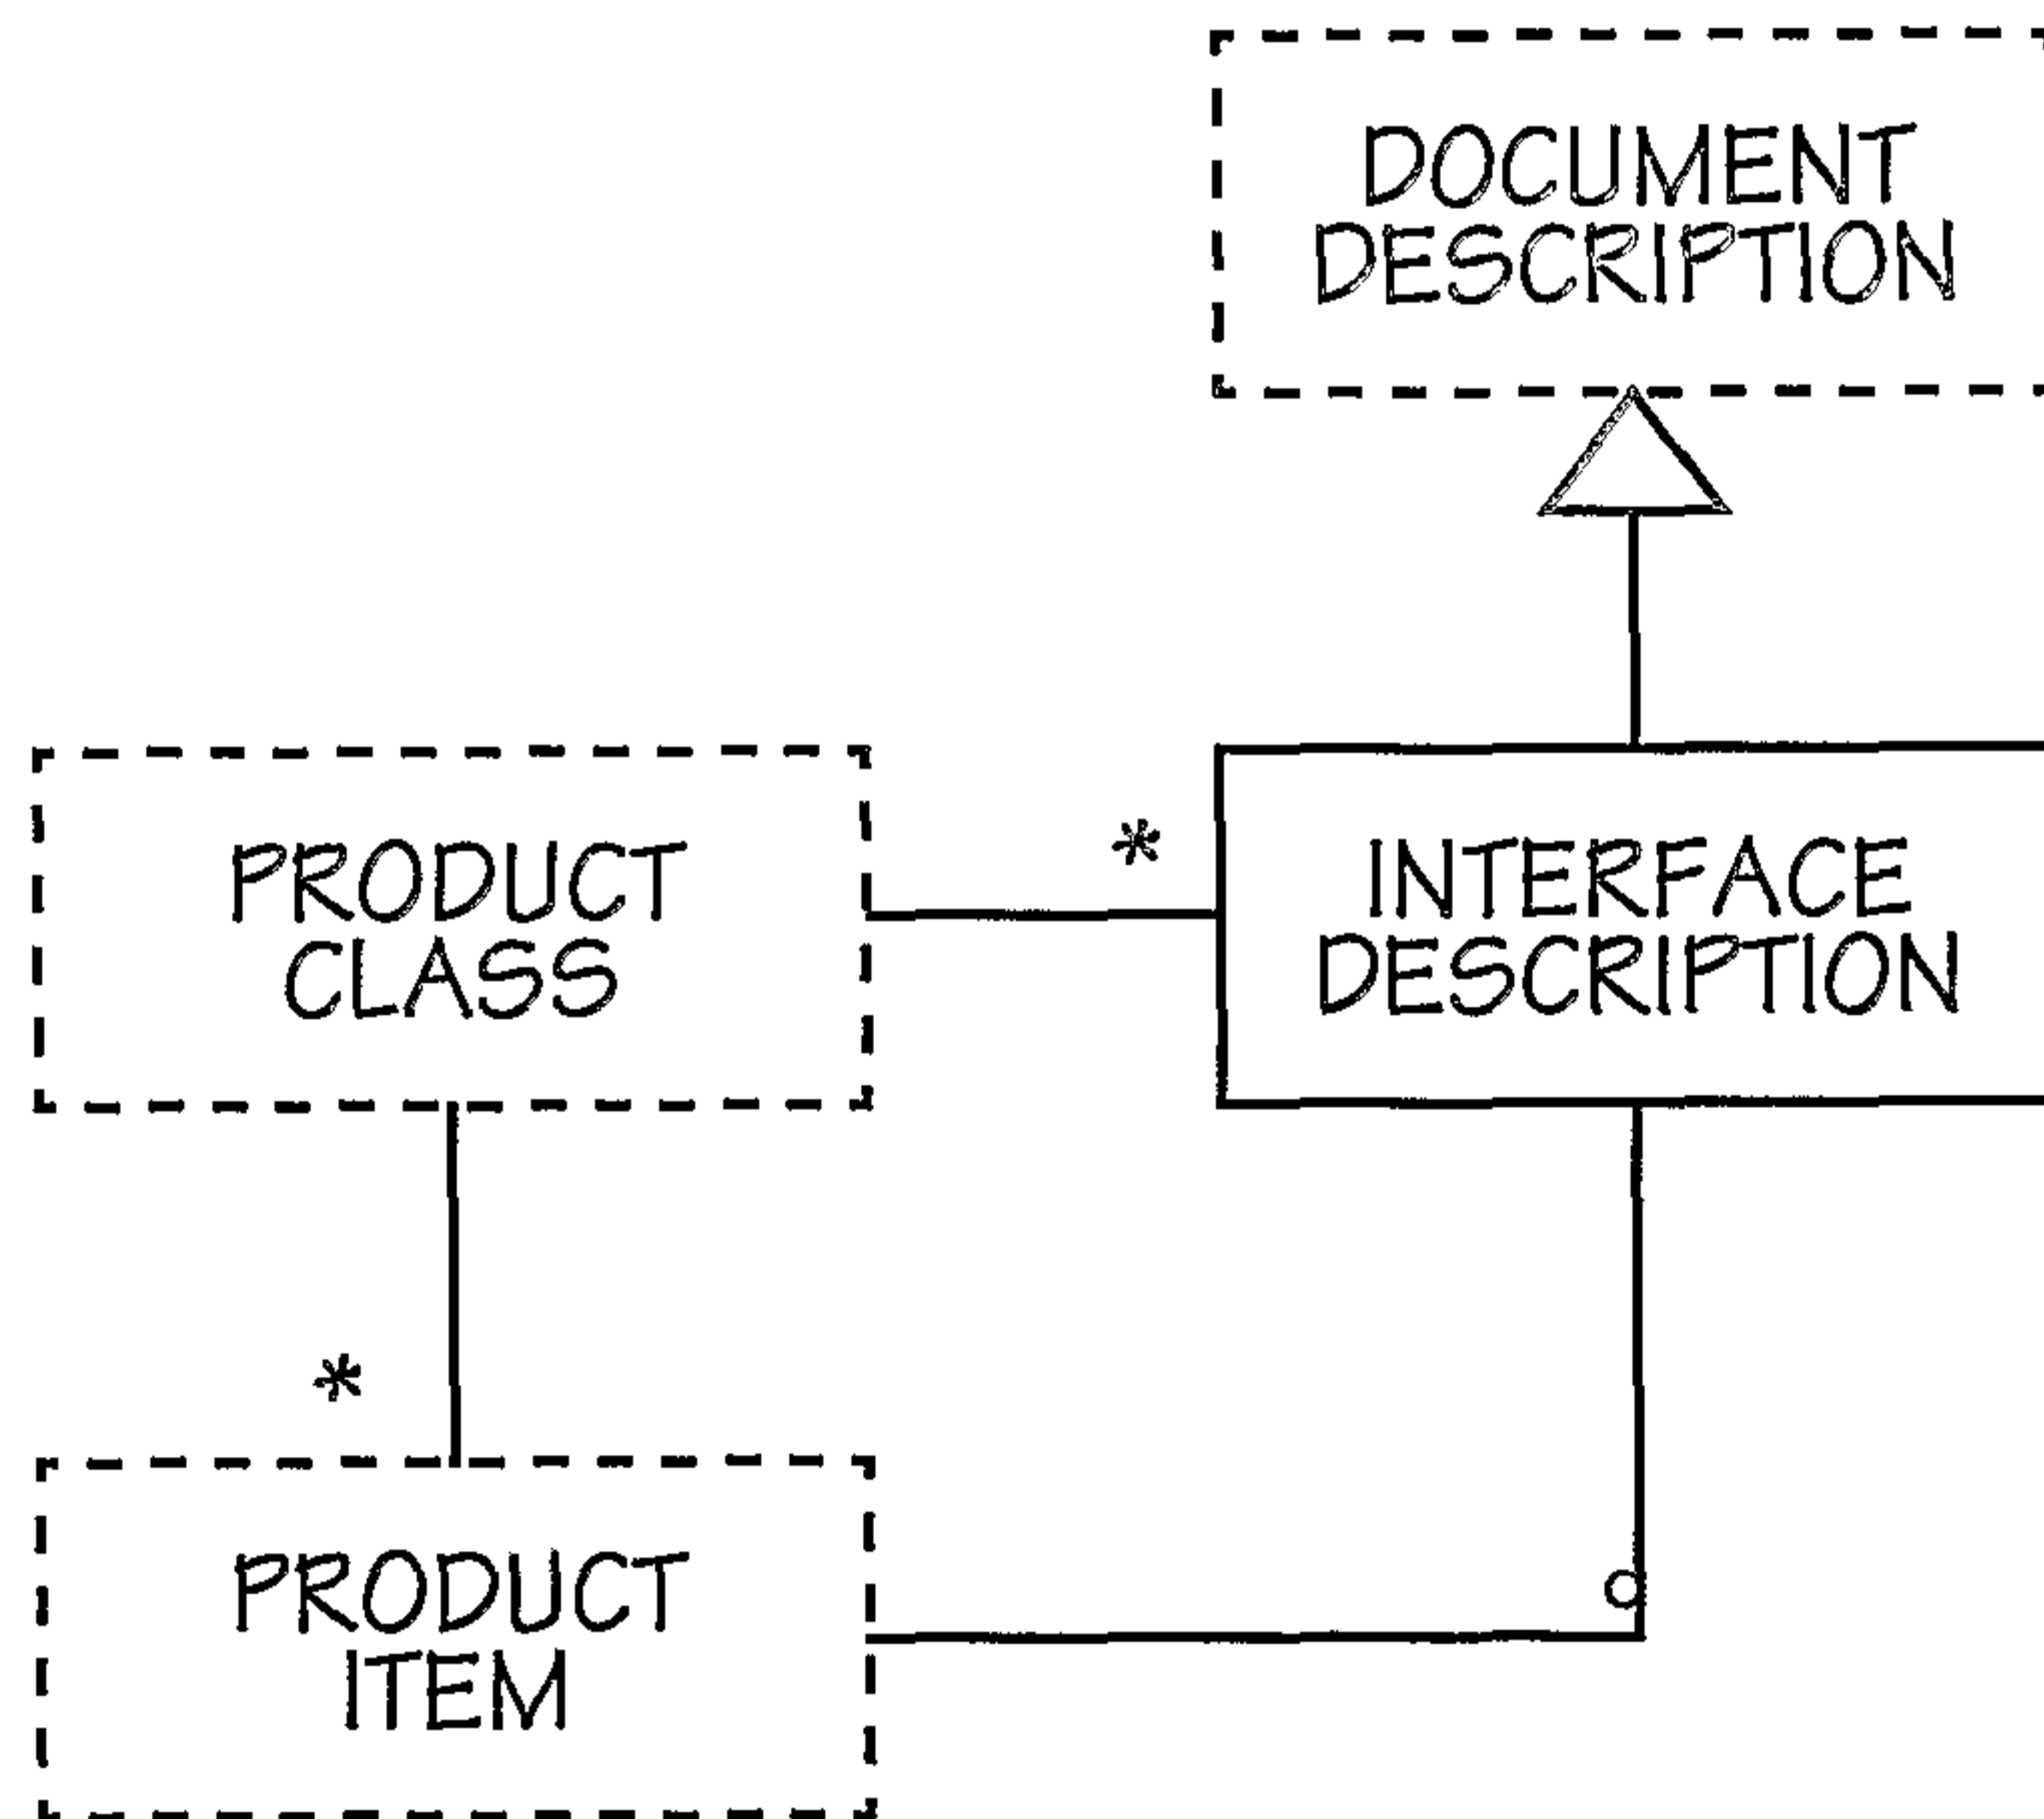 DOCUMENT
DESCRIPTION
*
PRODUCT
CLASS
INTERFACE
DESCRIPTION
*
PRODUCT
ITEM